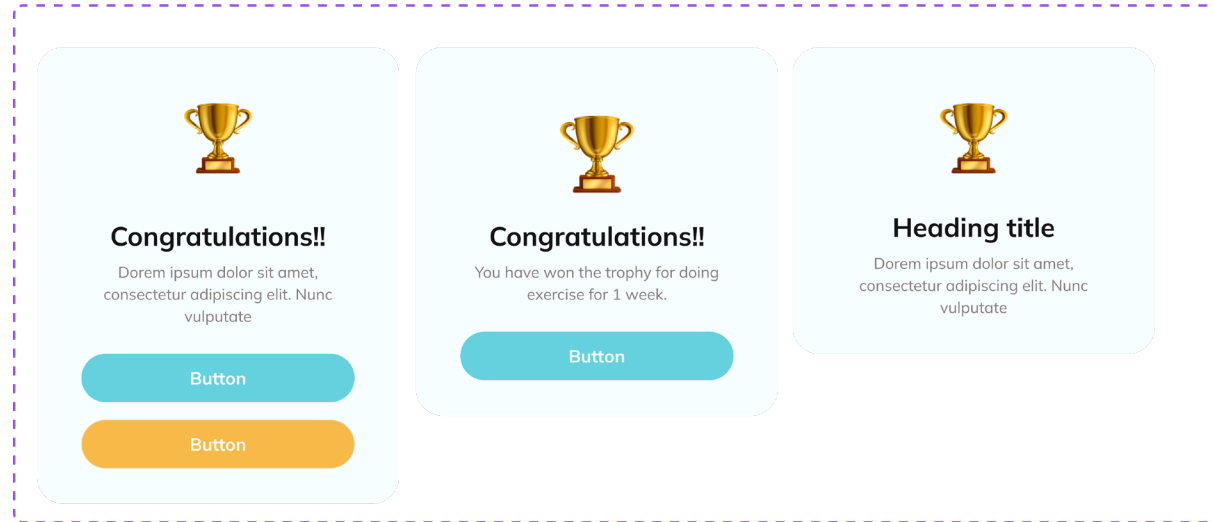 Congratulations!!
Dorem ipsum dolor sit amet,
consectetur adipiscing elit. Nunc
vulputate
Button
Button
Congratulations!!
You have won the trophy for doing
exercise for 1 week.
Button
Heading title
Dorem ipsum dolor sit amet,
consectetur adipiscing elit. Nunc
vulputate